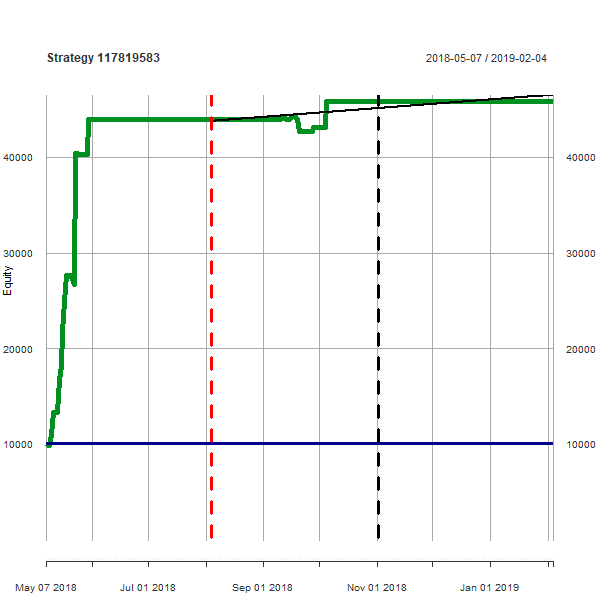 Strategy 117819583
2018-05-07 / 2019-02-04
40000
40000
30000
30000
Equity
20000
20000
10000
10000
May 07 2018
Jul 01 2018
Sep 01 2018
Nov 01 2018
Jan 01 2019